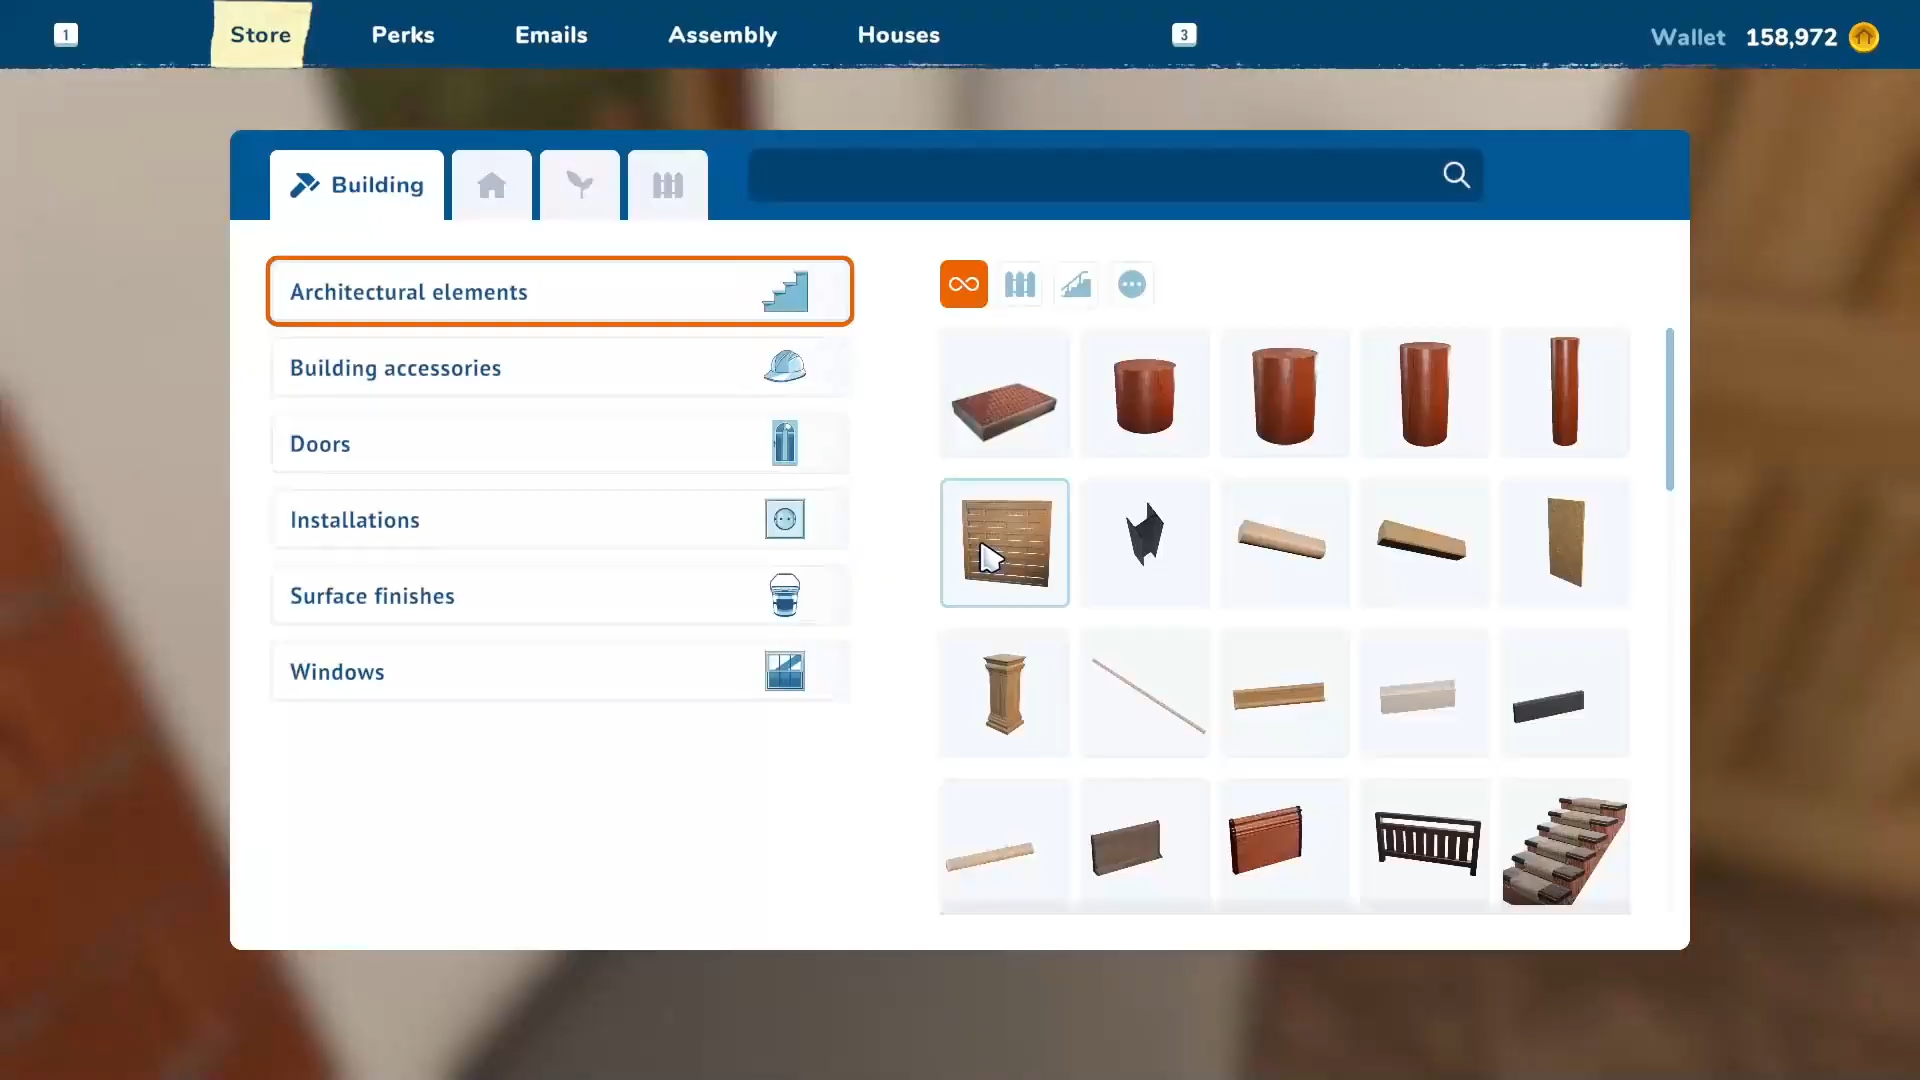 1 Store Perks Emails Assembly Houses 3 Wallet 158,972
Building
Architectural elements
Building accessories
Doors
Installations
Surface finishes
Windows